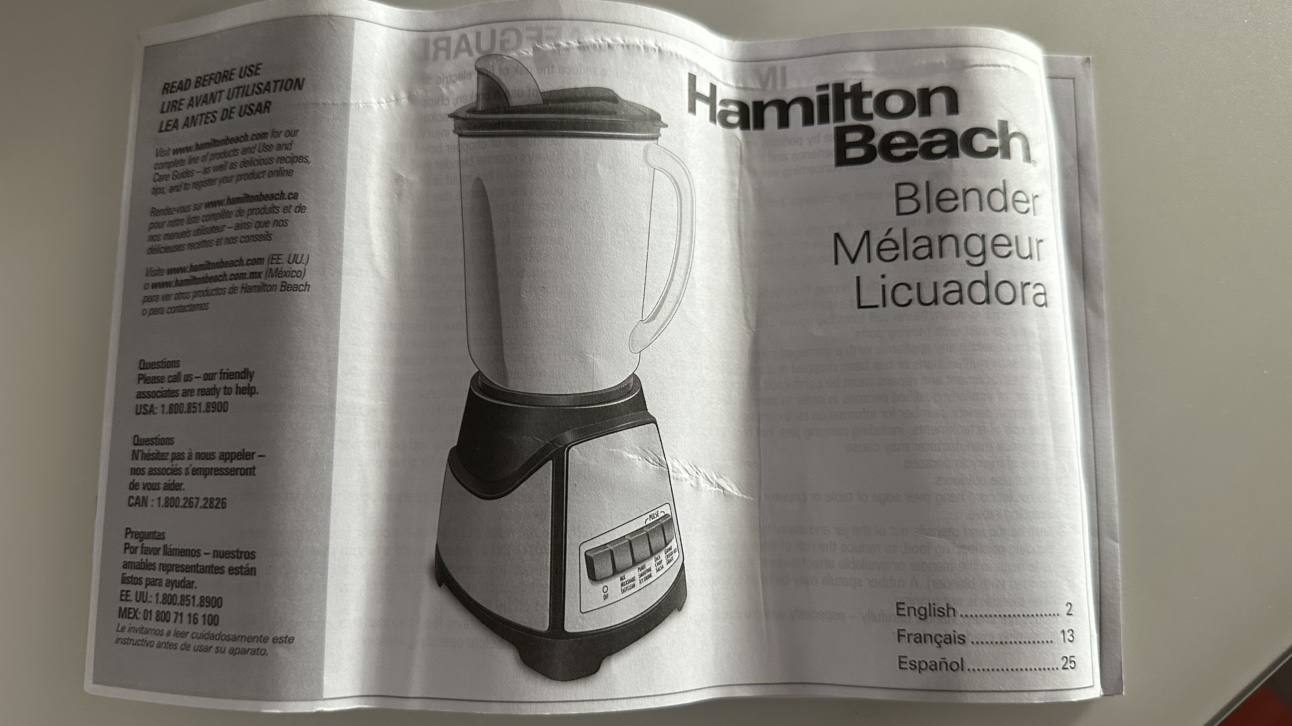 READ BEFORE USE
LIRE AVANT UTILISATION
LEA ANTES DE USAR
Visit www.hamiltonbeach.com for our
complete line of products and Use and
Care Guides – as well as delicious recipes,
tips, and to register your product online
Rendez-vous sur www.hamiltonbeach.ca
pour notre liste complète de produits et de
nos manuels utilisateur – ainsi que nos
délicieuses recettes et nos conseils
Visite www.hamiltonbeach.com (EE. UU.)
o www.hamiltonbeach.com.mx (México)
para ver otros productos de Hamilton Beach
o para contactarnos
Questions
Please call us – our friendly
associates are ready to help.
USA: 1.800.851.8900
Questions
N'hésitez pas à nous appeler –
nos associés s'empresseront
de vous aider.
CAN : 1.800.267.2826
Preguntas
Por favor llámenos – nuestros
amables representantes están
listos para ayudar.
EE. UU.: 1.800.851.8900
MEX: 01 800 71 16 100
Le invitamos a leer cuidadosamente este
instructivo antes de usar su aparato.
PULSE
OFF
Hamilton
Beach
Blender
Mélangeur
Licuadora
English...................... 2
Français .................. 13
Español....................25